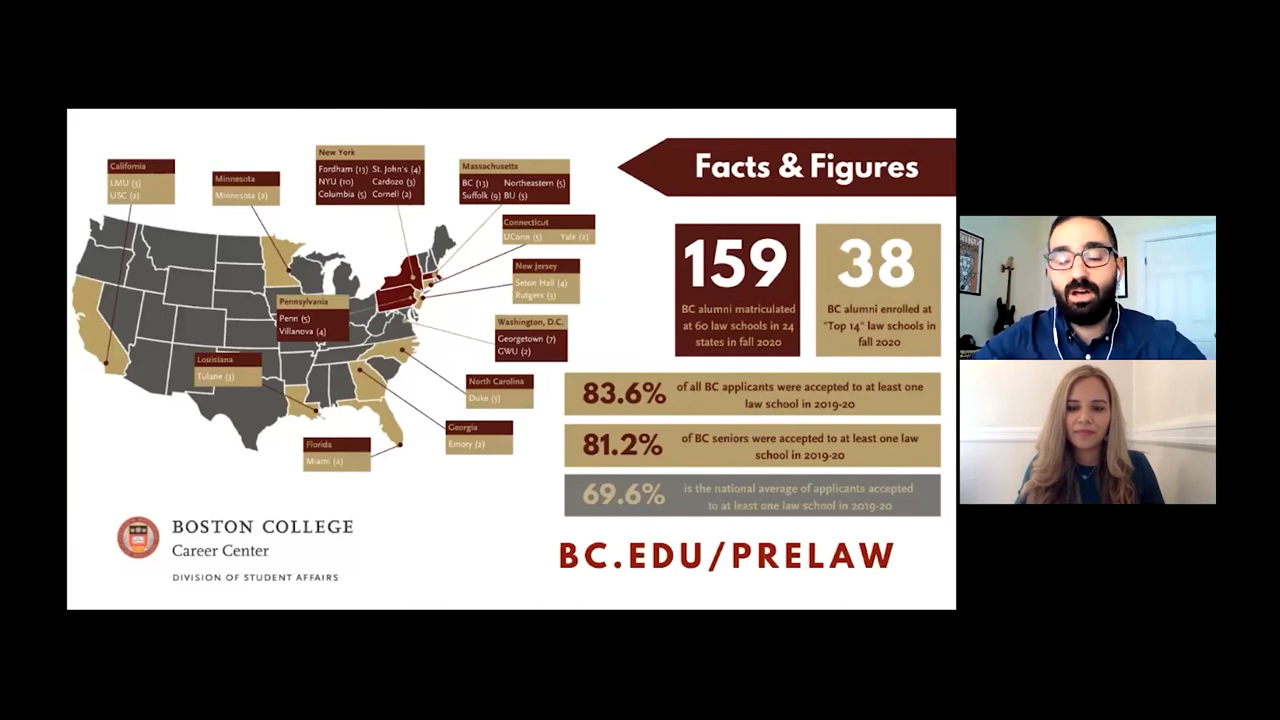 Facts & Figures
California
LMU (3)
USC (2)
Minnesota
Minnesota (2)
New York
Fordham (13) St. John's (4)
NYU (10) Cardozo (3)
Columbia (5) Cornell (2)
Massachusetts
BC (13) Northeastern (5)
Suffolk (9) BU (5)
Connecticut
UConn (5) Yale (2)
New Jersey
Seton Hall (4)
Rutgers (3)
Pennsylvania
Penn (5)
Villanova (4)
Washington, D.C.
Georgetown (7)
GWU (2)
Louisiana
Tulane (3)
North Carolina
Duke (3)
Georgia
Emory (2)
Florida
Miami (2)
159
BC alumni matriculated
at 60 law schools in 24
states in fall 2020
38
BC alumni enrolled at
"Top 14" law schools in
fall 2020
83.6% of all BC applicants were accepted to at least one
law school in 2019-20
81.2% of BC seniors were accepted to at least one law
school in 2019-20
69.6% is the national average of applicants accepted
to at least one law school in 2019-20
BOSTON COLLEGE
Career Center
DIVISION OF STUDENT AFFAIRS
BC.EDU/PRELAW